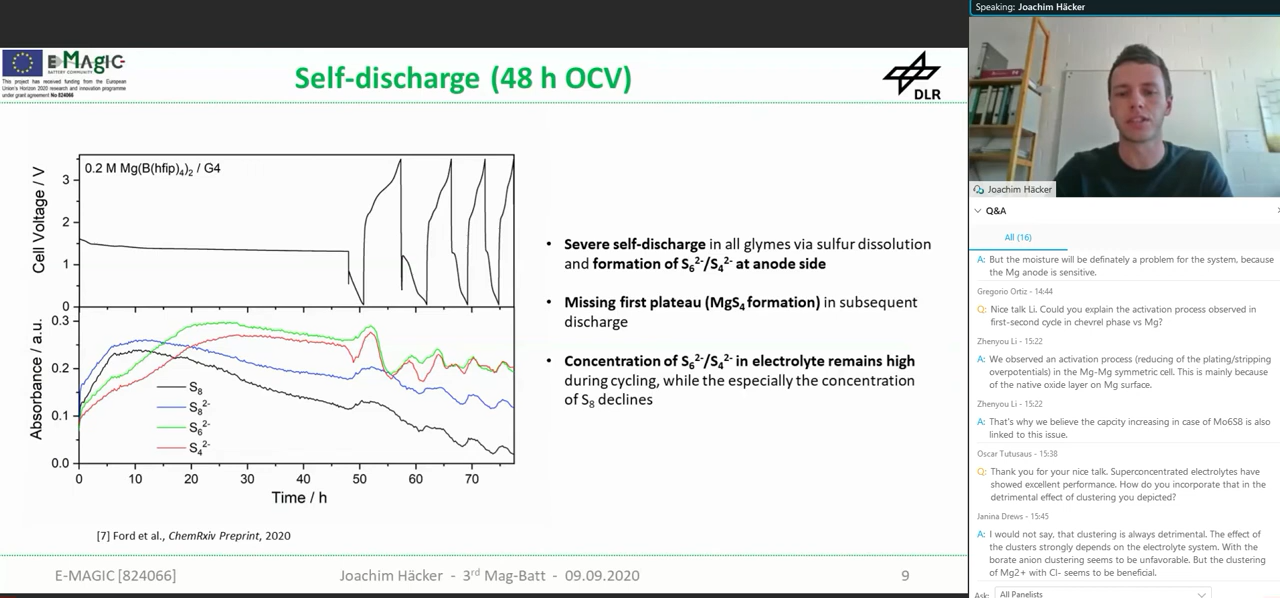 Speaking: Joachim Häcker
E-MAGIC
BATTERY COMMUNITY
This project has received funding from the European
Union's Horizon 2020 research and innovation programme
under grant agreement No 824066
Self-discharge (48 h OCV)
DLR
0.2 M Mg(B(hfip)₄)₂ / G4
Cell Voltage / V
3
2
1
0
Absorbance / a.u.
0.3
0.2
0.1
0.0
S₈
S₈²⁻
S₆²⁻
S₄²⁻
0 10 20 30 40 50 60 70
Time / h
• Severe self-discharge in all glymes via sulfur dissolution
and formation of S₆²⁻/S₄²⁻ at anode side
• Missing first plateau (MgS₄ formation) in subsequent
discharge
• Concentration of S₆²⁻/S₄²⁻ in electrolyte remains high
during cycling, while the especially the concentration
of S₈ declines
[7] Ford et al., ChemRxiv Preprint, 2020
E-MAGIC [824066]
Joachim Häcker - 3rd Mag-Batt - 09.09.2020
9
Joachim Häcker
Q&A
All (16)
A: But the moisture will be definately a problem for the system, because
the Mg anode is sensitive.
Gregorio Ortiz - 14:44
Q: Nice talk Li. Could you explain the activation process observed in
first-second cycle in chevrel phase vs Mg?
Zhenyou Li - 15:22
A: We observed an activation process (reducing of the plating/stripping
overpotentials) in the Mg-Mg symmetric cell. This is mainly because
of the native oxide layer on Mg surface.
Zhenyou Li - 15:22
A: That's why we believe the capcity increasing in case of Mo6S8 is also
linked to this issue.
Oscar Tutusaus - 15:38
Q: Thank you for your nice talk. Superconcentrated electrolytes have
showed excellent performance. How do you incorporate that in the
detrimental effect of clustering you depicted?
Janina Drews - 15:45
A: I would not say, that clustering is always detrimental. The effect of
the clusters strongly depends on the electrolyte system. With the
borate anion clustering seems to be unfavorable. But the clustering
of Mg2+ with Cl- seems to be beneficial.
Ask: All Panelists